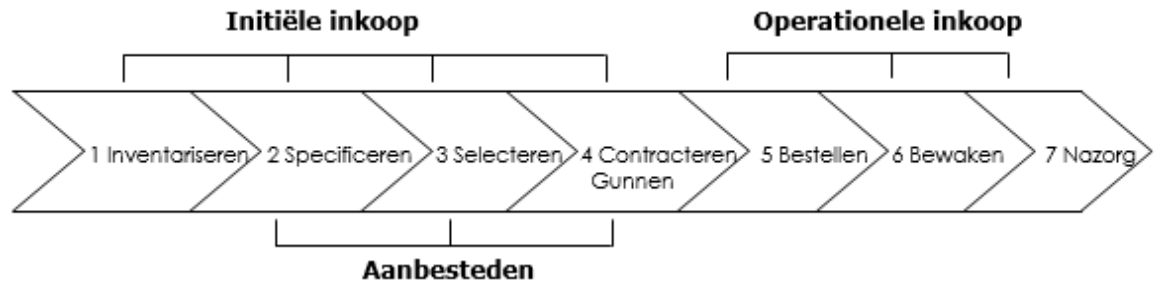 Initiële inkoop
Operationele inkoop
1 Inventariseren
2 Specificeren
3 Selecteren
4 Contracteren
Gunnen
5 Bestellen
6 Bewaken
7 Nazorg
Aanbesteden